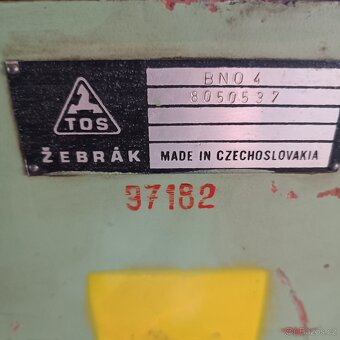 BNO 4
8050537
TOS
ŽEBRÁK MADE IN CZECHOSLOVAKIA
37182